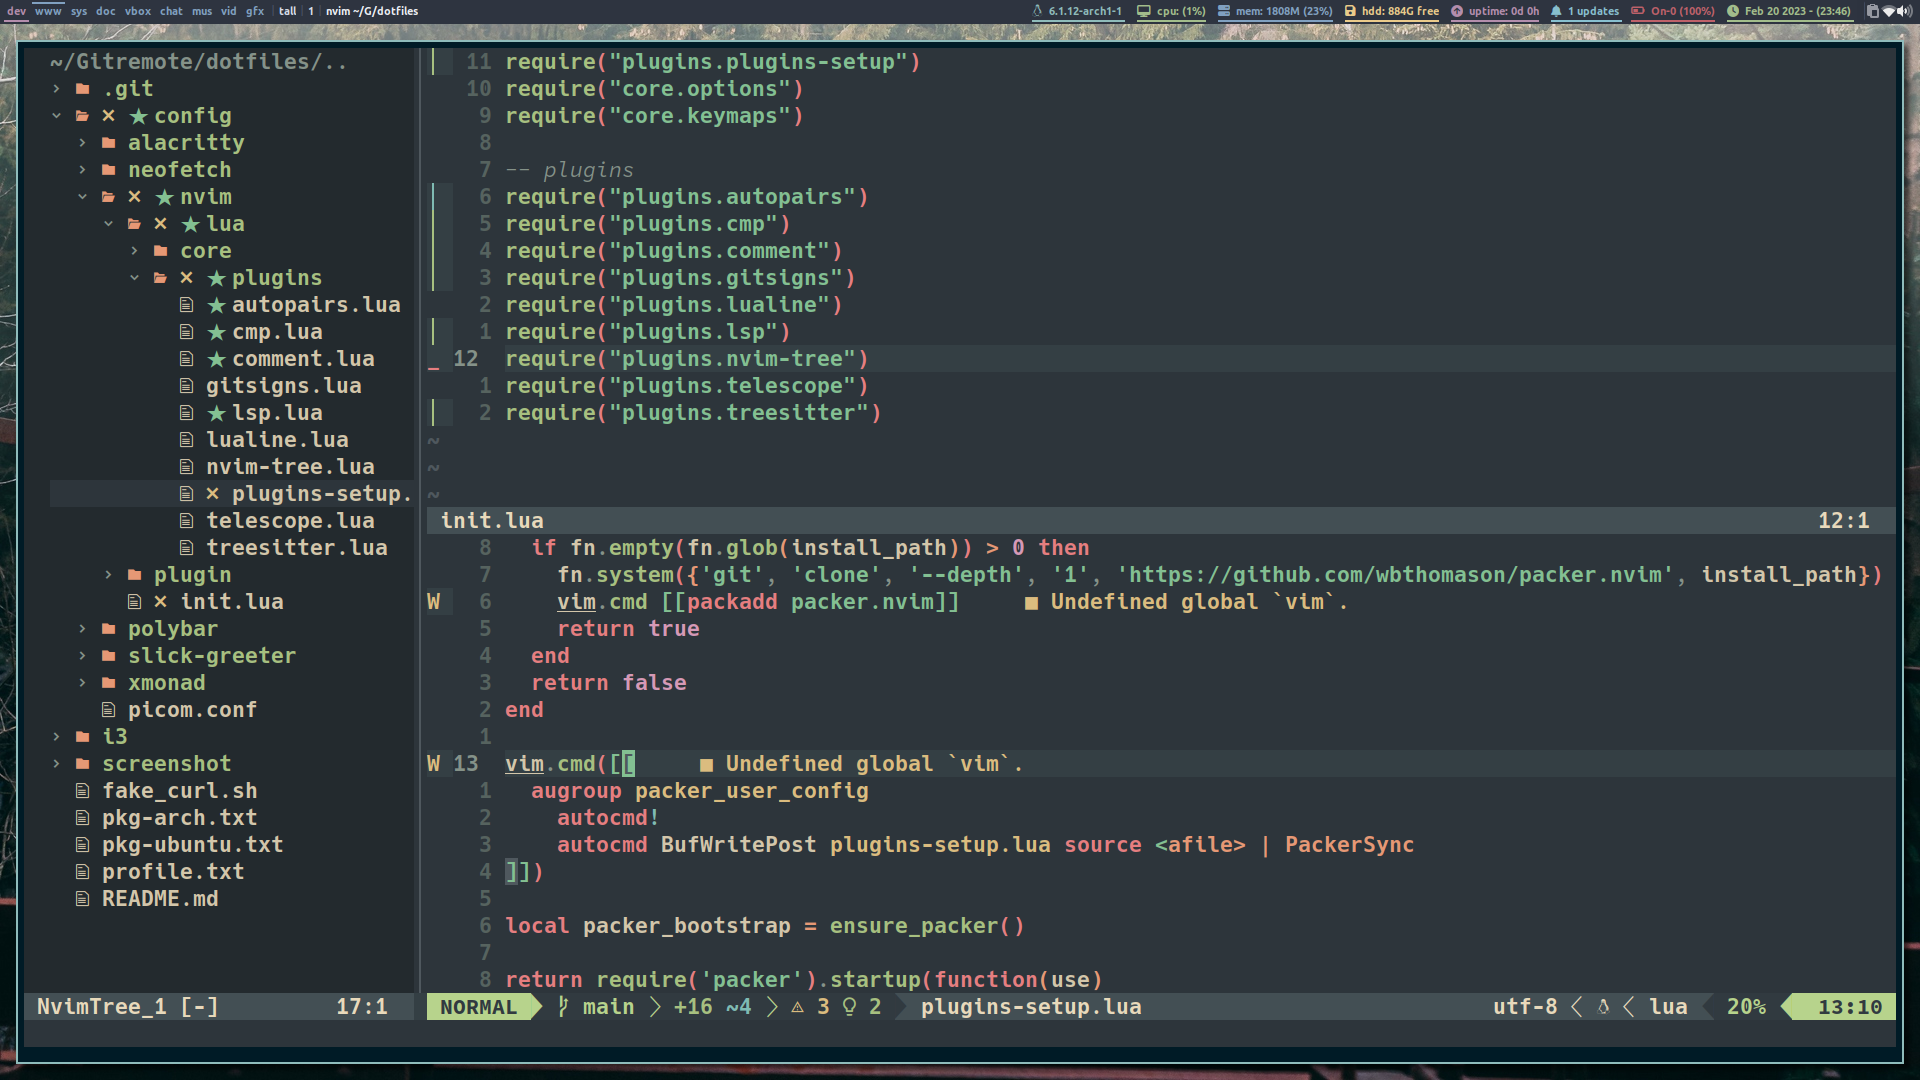 dev www sys doc vbox chat mus vid gfx | tall | 1 | nvim ~/G/dotfiles
6.1.12-arch1-1 cpu: (1%) mem: 1808M (23%) hdd: 884G free uptime: 0d 0h 1 updates On-0 (100%) Feb 20 2023 - (23:46)
~/Gitremote/dotfiles/..
.git
config
alacritty
neofetch
nvim
lua
core
plugins
autopairs.lua
cmp.lua
comment.lua
gitsigns.lua
lsp.lua
lualine.lua
nvim-tree.lua
plugins-setup.
telescope.lua
treesitter.lua
plugin
init.lua
polybar
slick-greeter
xmonad
picom.conf
i3
screenshot
fake_curl.sh
pkg-arch.txt
pkg-ubuntu.txt
profile.txt
README.md
NvimTree_1 [-] 17:1
11 require("plugins.plugins-setup")
10 require("core.options")
9 require("core.keymaps")
8
7 -- plugins
6 require("plugins.autopairs")
5 require("plugins.cmp")
4 require("plugins.comment")
3 require("plugins.gitsigns")
2 require("plugins.lualine")
1 require("plugins.lsp")
_ 12 require("plugins.nvim-tree")
1 require("plugins.telescope")
2 require("plugins.treesitter")
~
~
~
init.lua 12:1
8 if fn.empty(fn.glob(install_path)) > 0 then
7 fn.system({'git', 'clone', '--depth', '1', 'https://github.com/wbthomason/packer.nvim', install_path})
W 6 vim.cmd [[packadd packer.nvim]] ■ Undefined global `vim`.
5 return true
4 end
3 return false
2 end
1
W 13 vim.cmd([[ ■ Undefined global `vim`.
1 augroup packer_user_config
2 autocmd!
3 autocmd BufWritePost plugins-setup.lua source <afile> | PackerSync
4 ]])
5
6 local packer_bootstrap = ensure_packer()
7
8 return require('packer').startup(function(use)
NORMAL main +16 ~4 3 2 plugins-setup.lua utf-8 lua 20% 13:10